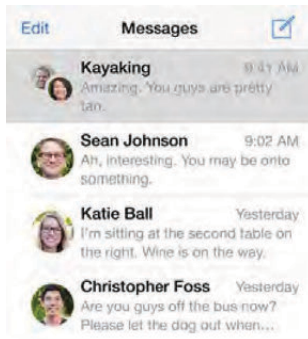 Edit Messages
Kayaking 9:41 AM
Amazing. You guys are pretty
tan.
Sean Johnson 9:02 AM
Ah, interesting. You may be onto
something.
Katie Ball Yesterday
I'm sitting at the second table on
the right. Wine is on the way.
Christopher Foss Yesterday
Are you guys off the bus now?
Please let the dog out when...